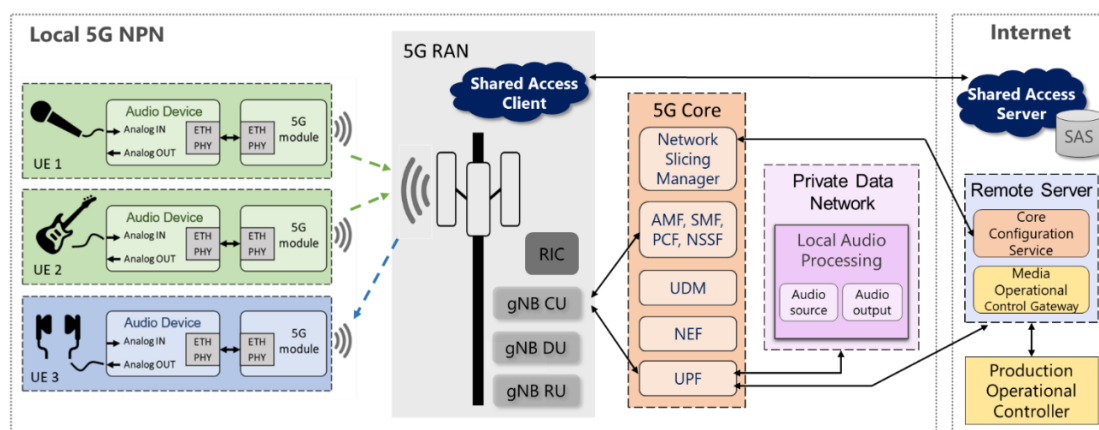 Local 5G NPN
Audio Device
Analog IN
Analog OUT
ETH
PHY
ETH
PHY
5G
module
UE 1
Audio Device
Analog IN
Analog OUT
ETH
PHY
ETH
PHY
5G
module
UE 2
Audio Device
Analog IN
Analog OUT
ETH
PHY
ETH
PHY
5G
module
UE 3
5G RAN
Shared Access
Client
RIC
gNB CU
gNB DU
gNB RU
5G Core
Network
Slicing
Manager
AMF, SMF,
PCF, NSSF
UDM
NEF
UPF
Private Data
Network
Local Audio
Processing
Audio
source
Audio
output
Internet
Shared Access
Server
SAS
Remote Server
Core
Configuration
Service
Media
Operational
Control Gateway
Production
Operational
Controller